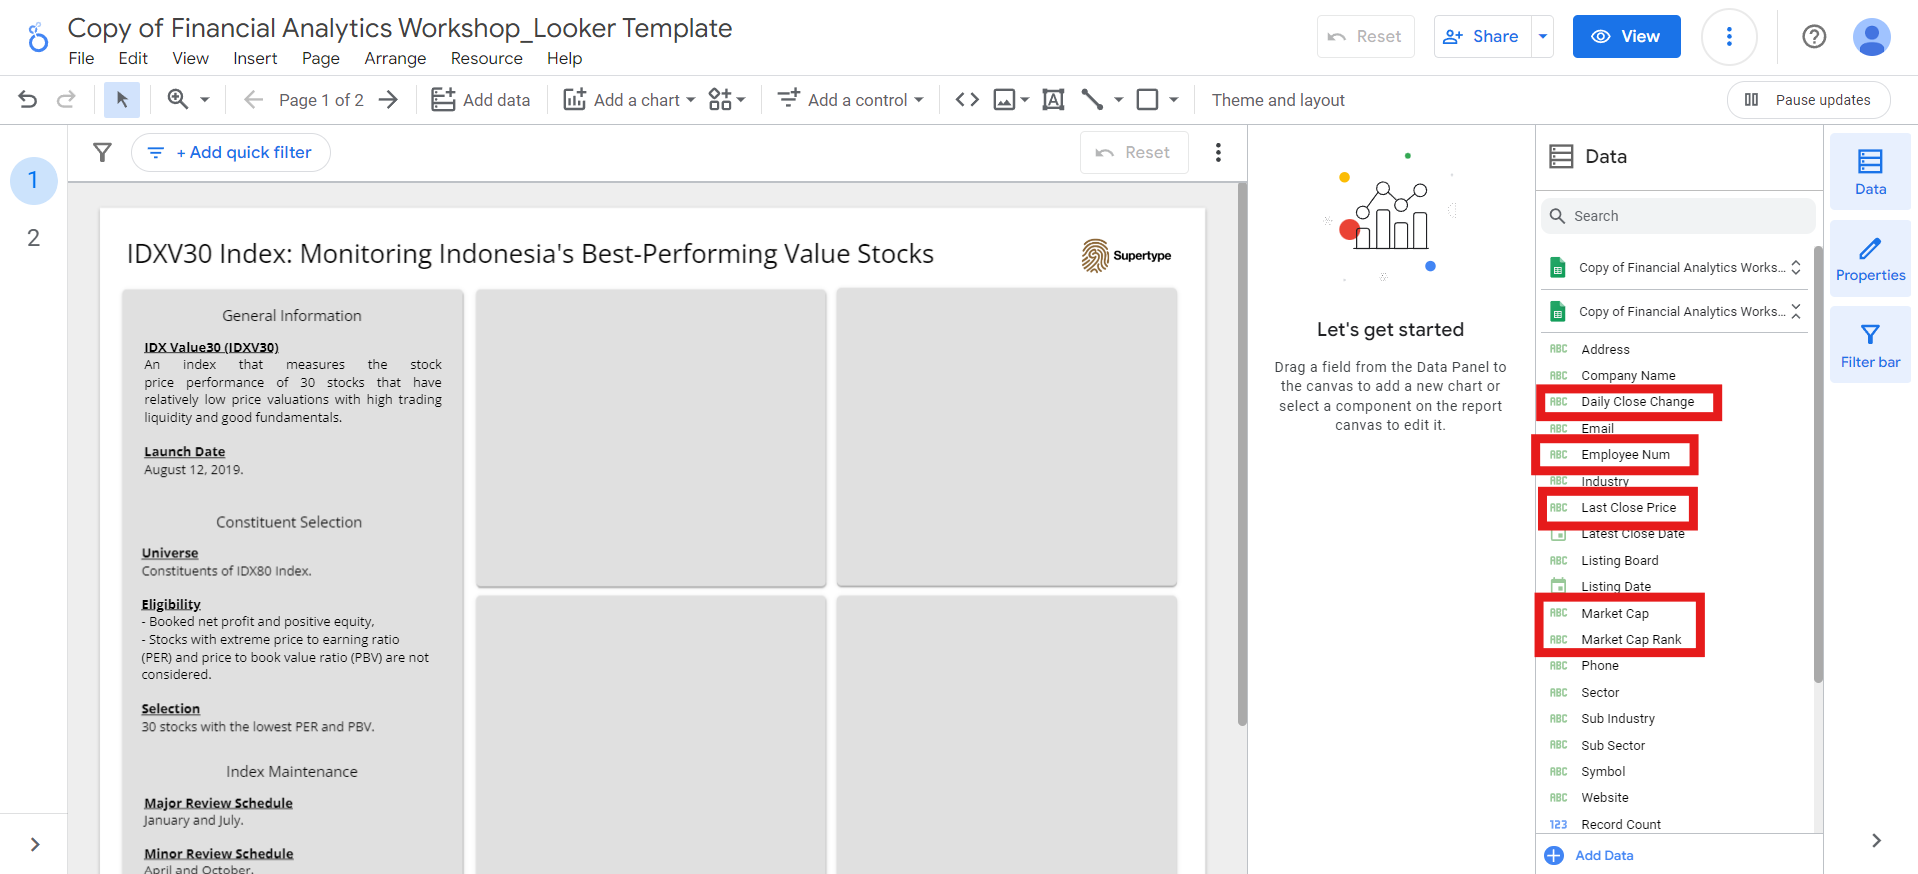 Copy of Financial Analytics Workshop_Looker Template
File Edit View Insert Page Arrange Resource Help
Reset
Share
View
Page 1 of 2
Add data
Add a chart
Add a control
Theme and layout
Pause updates
1
2
+ Add quick filter
Reset
IDXV30 Index: Monitoring Indonesia's Best-Performing Value Stocks
Supertype
General Information
IDX Value30 (IDXV30)
An index that measures the stock
price performance of 30 stocks that have
relatively low price valuations with high trading
liquidity and good fundamentals.
Launch Date
August 12, 2019.
Constituent Selection
Universe
Constituents of IDX80 Index.
Eligibility
- Booked net profit and positive equity,
- Stocks with extreme price to earning ratio
(PER) and price to book value ratio (PBV) are not
considered.
Selection
30 stocks with the lowest PER and PBV.
Index Maintenance
Major Review Schedule
January and July.
Minor Review Schedule
April and October.
Let's get started
Drag a field from the Data Panel to
the canvas to add a new chart or
select a component on the report
canvas to edit it.
Data
Search
Copy of Financial Analytics Works...
Copy of Financial Analytics Works...
ABC Address
ABC Company Name
ABC Daily Close Change
ABC Email
ABC Employee Num
ABC Industry
ABC Last Close Price
Latest Close Date
ABC Listing Board
Listing Date
ABC Market Cap
ABC Market Cap Rank
ABC Phone
ABC Sector
ABC Sub Industry
ABC Sub Sector
ABC Symbol
ABC Website
123 Record Count
Add Data
Data
Properties
Filter bar